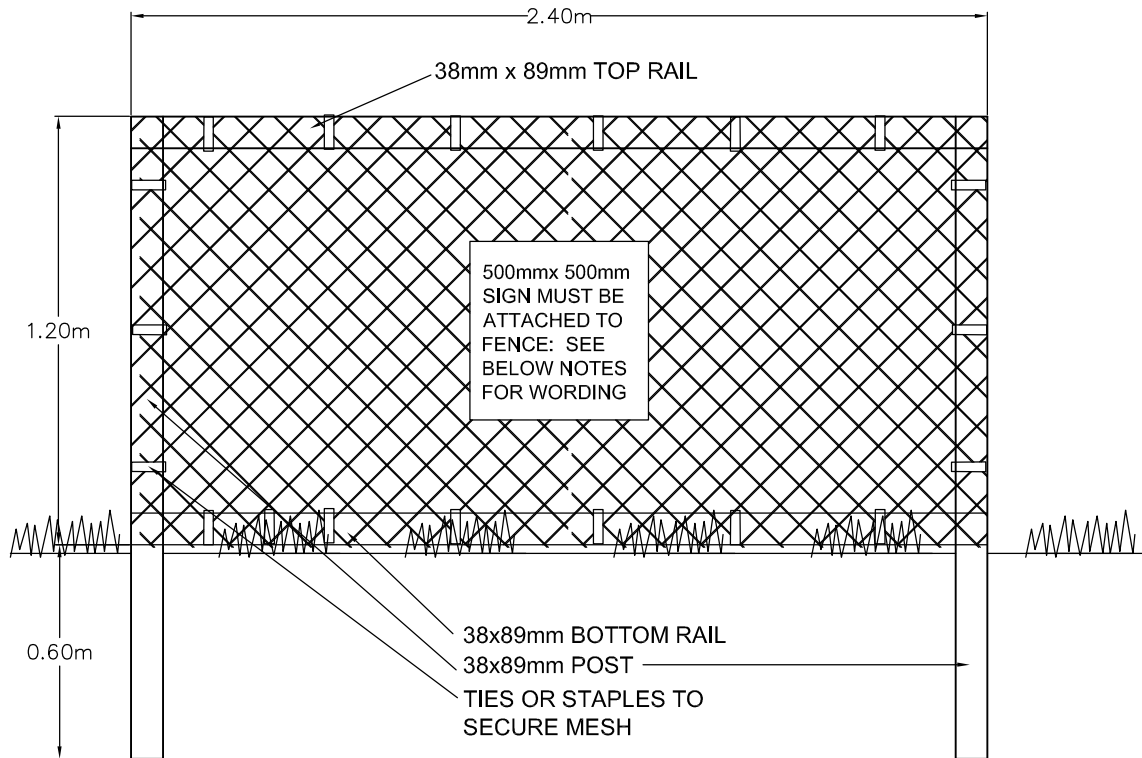 2.40m
38mm x 89mm TOP RAIL
500mmx 500mm
SIGN MUST BE
ATTACHED TO
FENCE: SEE
BELOW NOTES
FOR WORDING
1.20m
38x89mm BOTTOM RAIL
0.60m
38x89mm POST
TIES OR STAPLES TO
SECURE MESH